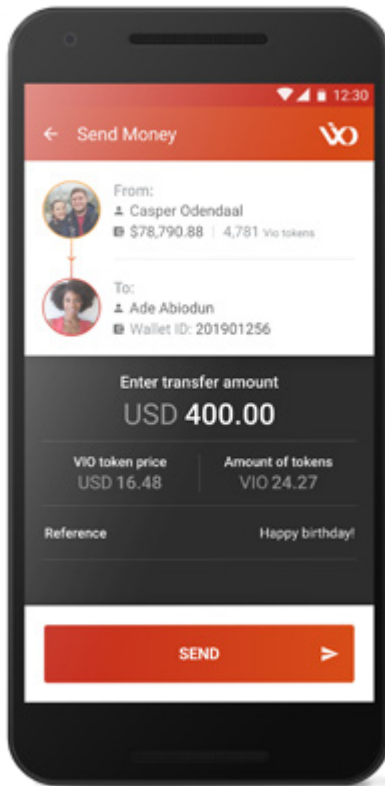 12:30
Send Money
VIO
From:
Casper Odendaal
$78,790.88 | 4,781 Vio tokens
To:
Ade Abiodun
Wallet ID: 201901256
Enter transfer amount
USD 400.00
VIO token price
USD 16.48
Amount of tokens
VIO 24.27
Reference
Happy birthday!
SEND